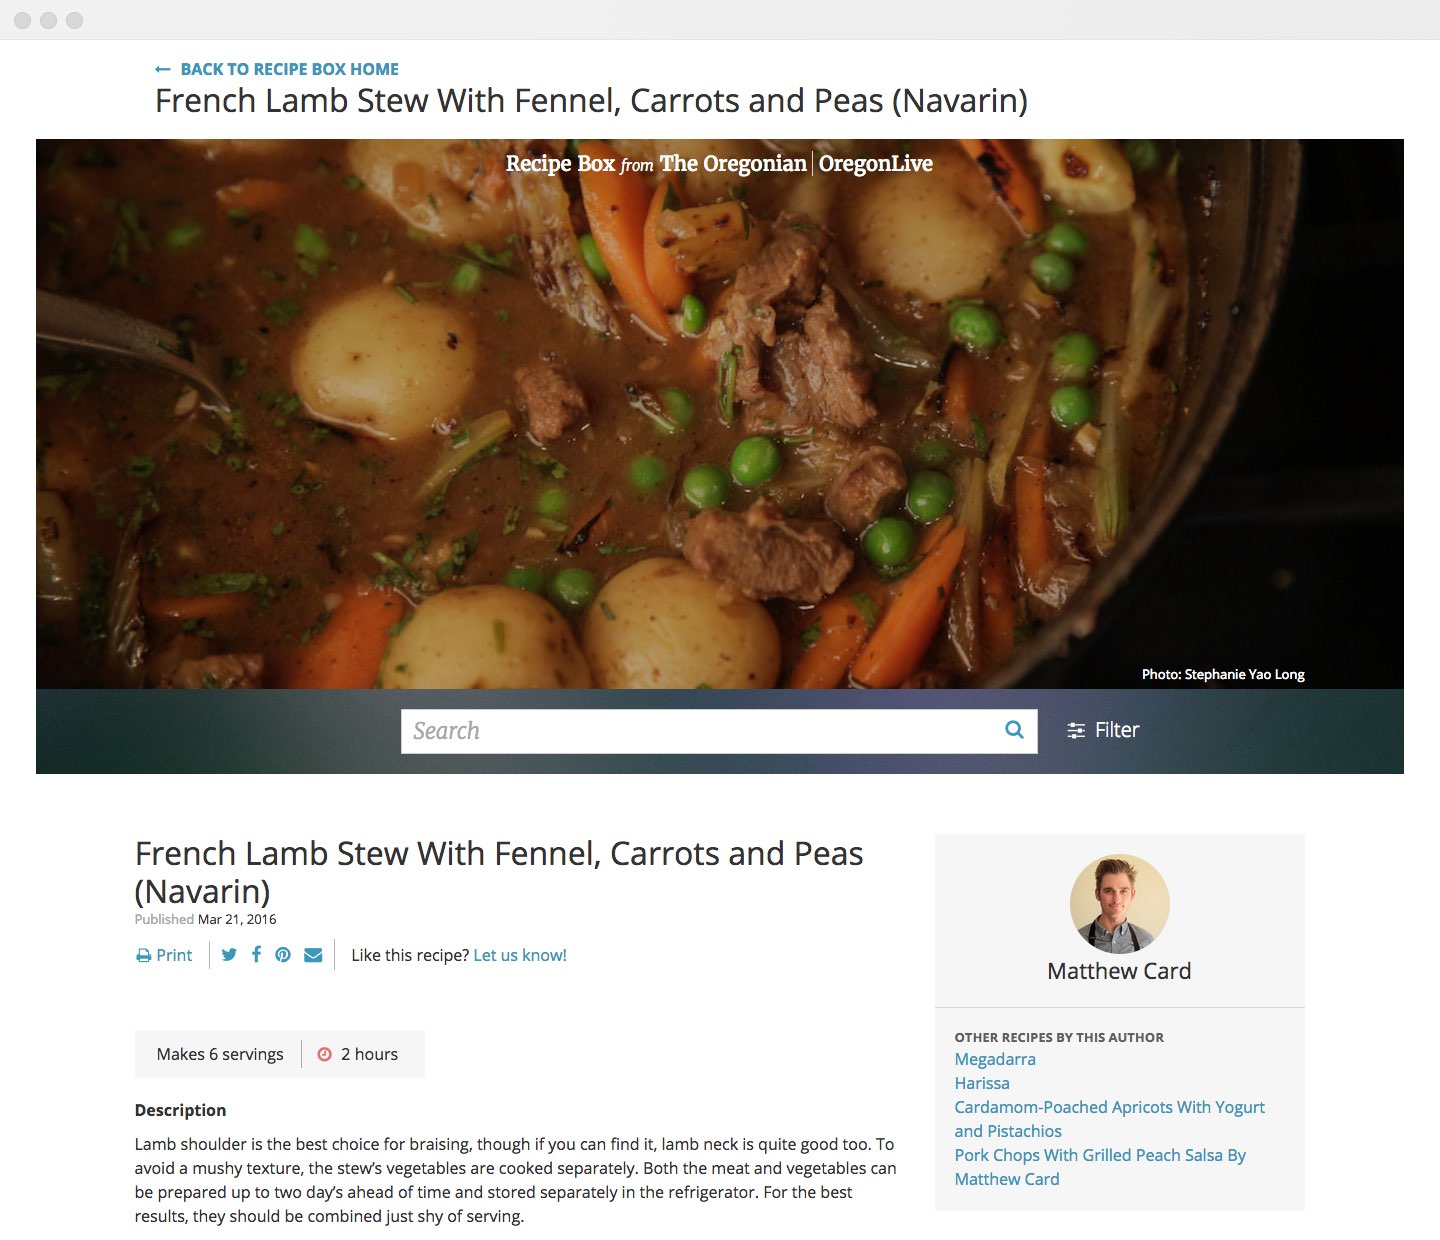 ← BACK TO RECIPE BOX HOME
French Lamb Stew With Fennel, Carrots and Peas (Navarin)
Recipe Box from The Oregonian | OregonLive
Photo: Stephanie Yao Long
Search
Filter
French Lamb Stew With Fennel, Carrots and Peas
(Navarin)
Published Mar 21, 2016
Print
Like this recipe? Let us know!
Makes 6 servings
2 hours
Description
Lamb shoulder is the best choice for braising, though if you can find it, lamb neck is quite good too. To
avoid a mushy texture, the stew’s vegetables are cooked separately. Both the meat and vegetables can
be prepared up to two day’s ahead of time and stored separately in the refrigerator. For the best
results, they should be combined just shy of serving.
Matthew Card
OTHER RECIPES BY THIS AUTHOR
Megadarra
Harissa
Cardamom-Poached Apricots With Yogurt
and Pistachios
Pork Chops With Grilled Peach Salsa By
Matthew Card